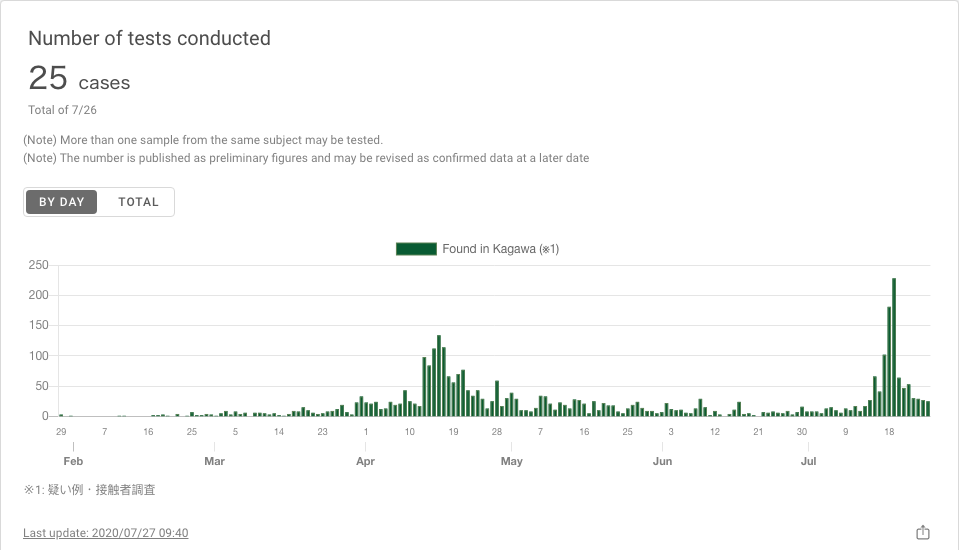 Number of tests conducted
25 cases
Total of 7/26
(Note) More than one sample from the same subject may be tested.
(Note) The number is published as preliminary figures and may be revised as confirmed data at a later date
BY DAY TOTAL
Found in Kagawa (※1)
250
200
150
100
50
0
29 7 16 25 5 14 23 1 10 19 28 7 16 25 3 12 21 30 9 18
Feb Mar Apr May Jun Jul
※1: 疑い例・接触者調査
Last update: 2020/07/27 09:40